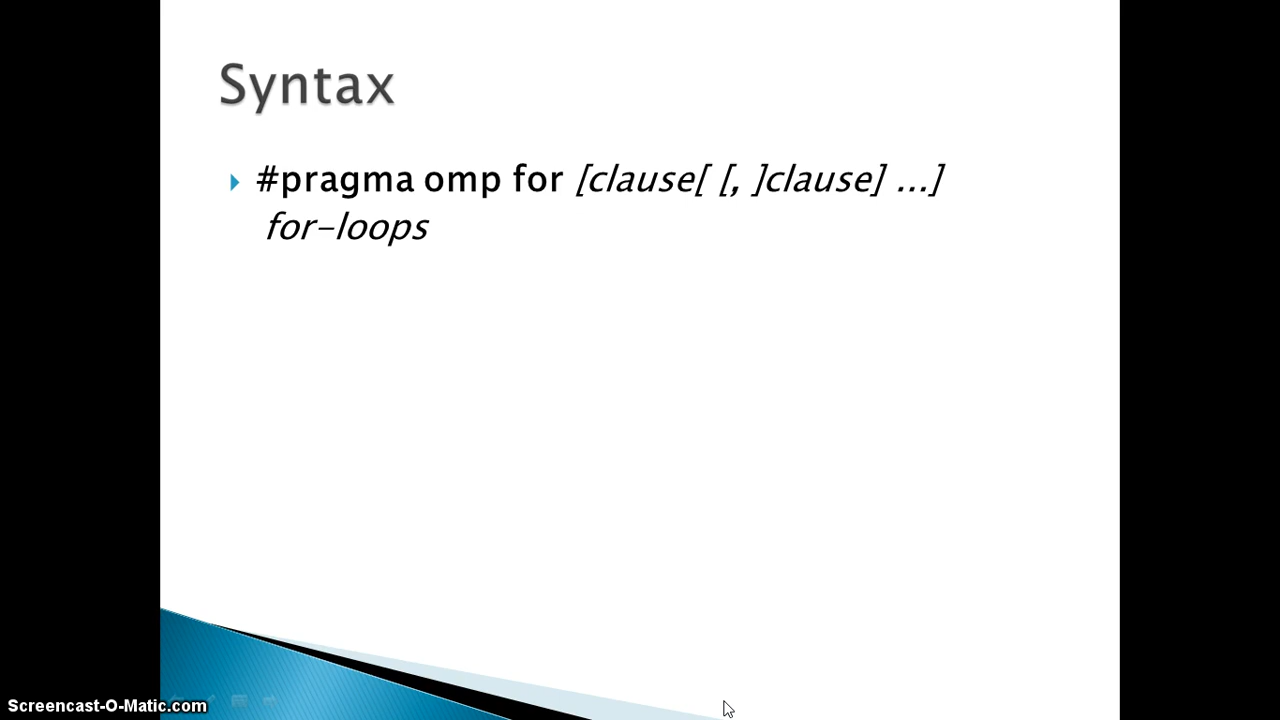 Syntax
#pragma omp for [clause[ [, ]clause] ...]
for-loops
Screencast-O-Matic.com